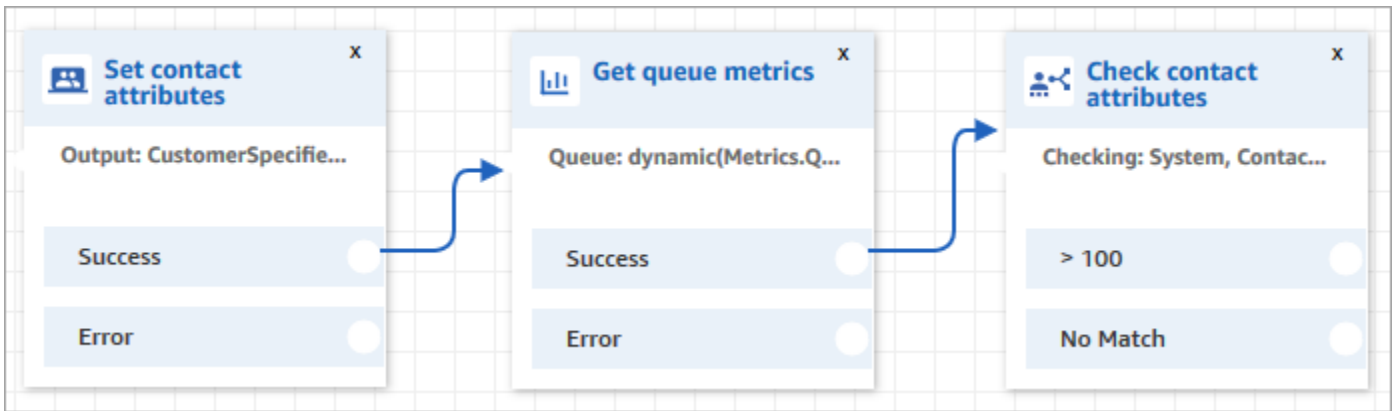 x
Set contact
attributes
Output: CustomerSpecifie...
Success
Error
x
Get queue metrics
Queue: dynamic(Metrics.Q...
Success
Error
x
Check contact
attributes
Checking: System, Contac...
> 100
No Match